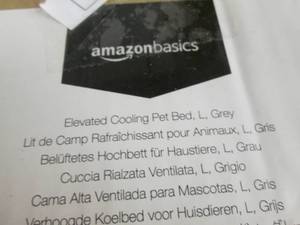 amazonbasics
Elevated Cooling Pet Bed, L, Grey
Lit de Camp Rafraîchissant pour Animaux, L, Gris
Belüftetes Hochbett für Haustiere, L, Grau
Cuccia Rialzata Ventilata, L, Grigio
Cama Alta Ventilada para Mascotas, L, Gris
Verhoogde Koelbed voor Huisdieren, L, Grijs